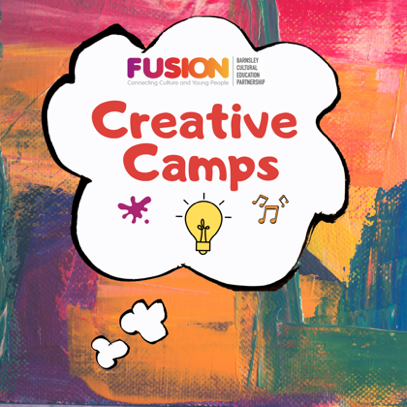 FUSION
BARNSLEY
CULTURAL
EDUCATION
PARTNERSHIP
Connecting Culture and Young People
Creative
Camps